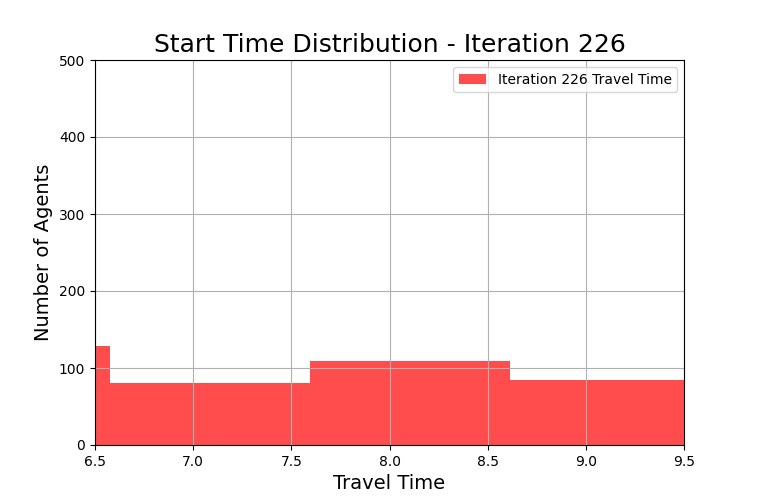 Start Time Distribution - Iteration 226
Iteration 226 Travel Time
500
400
300
200
100
0
Number of Agents
6.5 7.0 7.5 8.0 8.5 9.0 9.5
Travel Time